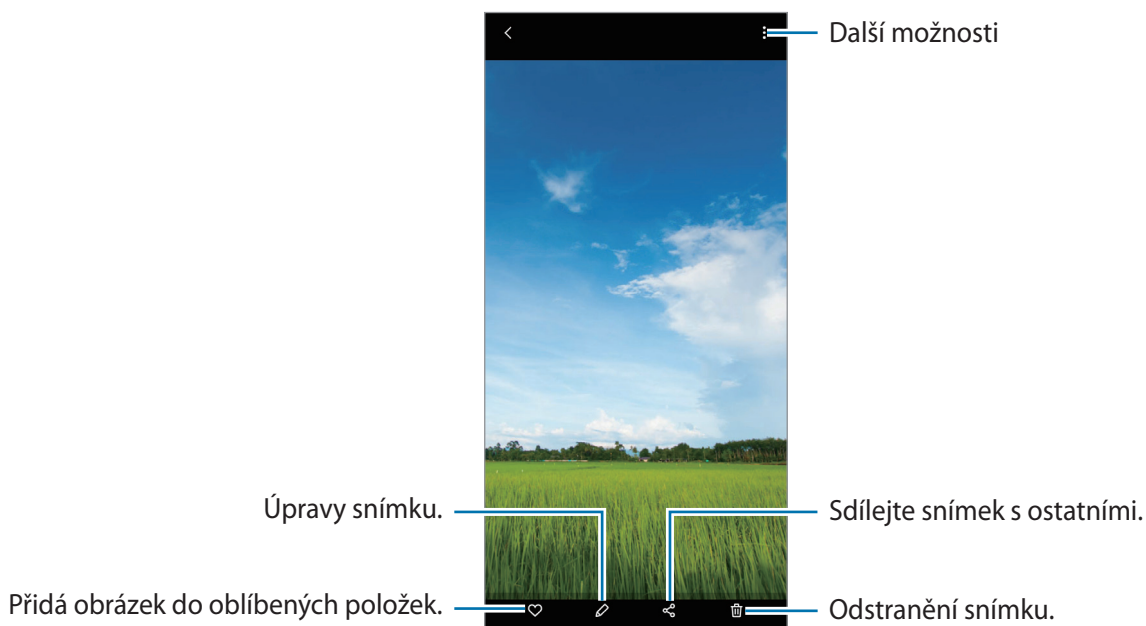 Další možnosti
Úpravy snímku.
Sdílejte snímek s ostatními.
Přidá obrázek do oblíbených položek.
Odstranění snímku.